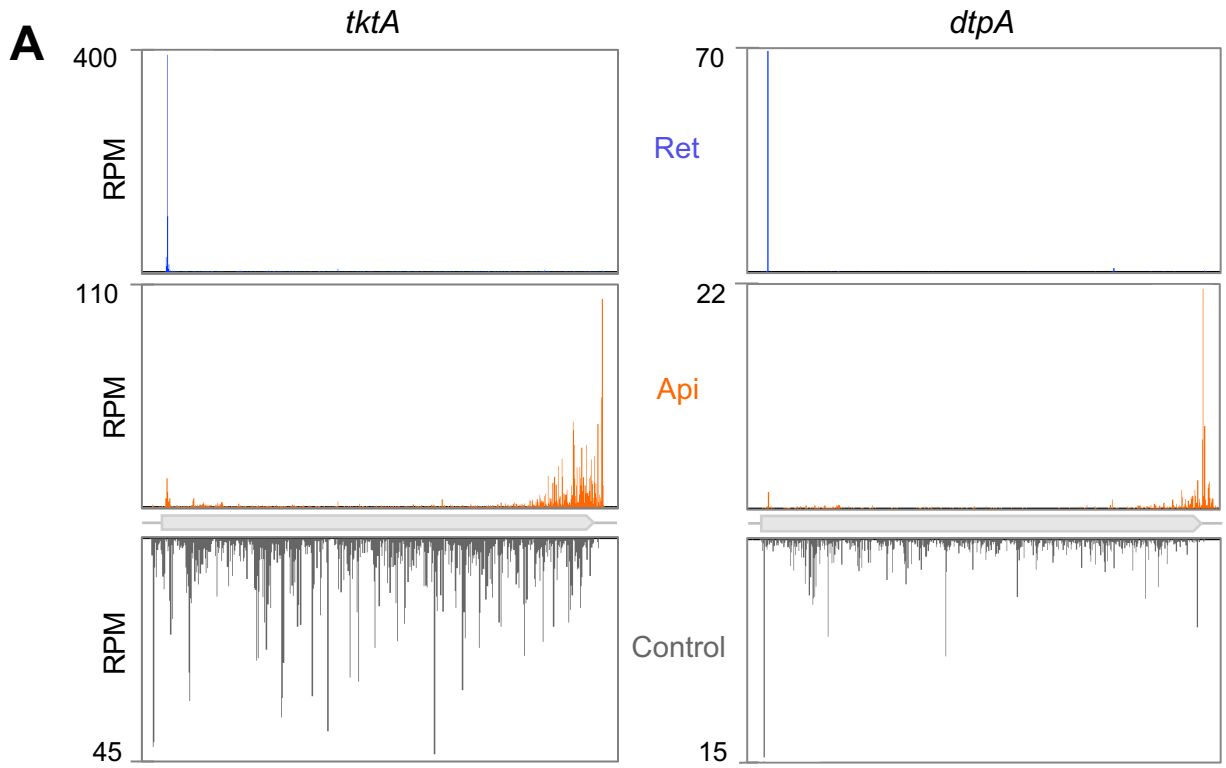 A
tktA
dtpA
400
RPM
70
Ret
110
RPM
22
Api
RPM
Control
45
15